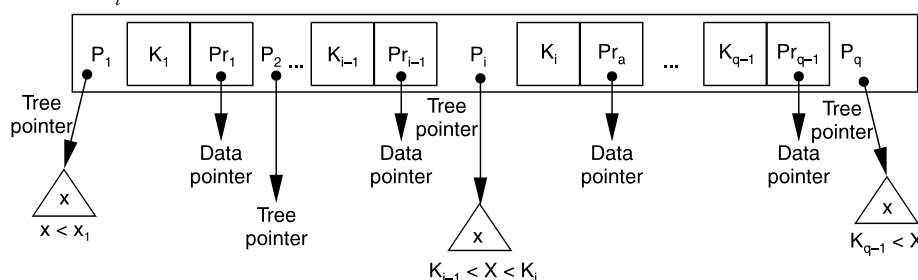 i
P1 K1 Pr1 P2 ... Ki–1 Pri–1 Pi Ki Pra ... Kq–1 Prq–1 Pq
Tree pointer
Data pointer
Tree pointer
Data pointer
Tree pointer
Data pointer
Data pointer
Tree pointer
x
x < x1
x
Ki–1 < X < Ki
x
Kq–1 < X